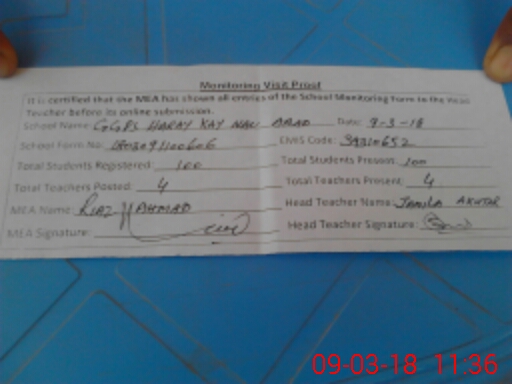 Monitoring Visit Proof
It is certified that the MEA has shown all entries of the School Monitoring Form to the Head
Teacher before its online submission.
School Name: GGPS HARAY KAY NAU ABAD Date: 9-3-18
School Form No. EMIS Code: 39310652
Total Students Registered: 100 Total Students Present: 100
Total Teachers Posted: 4 Total Teachers Present: 4
MEA Name: RIAZ AHMAD Head Teacher Name: JAMILA AKHTAR
MEA Signature: Head Teacher Signature:
09-03-18 11:36